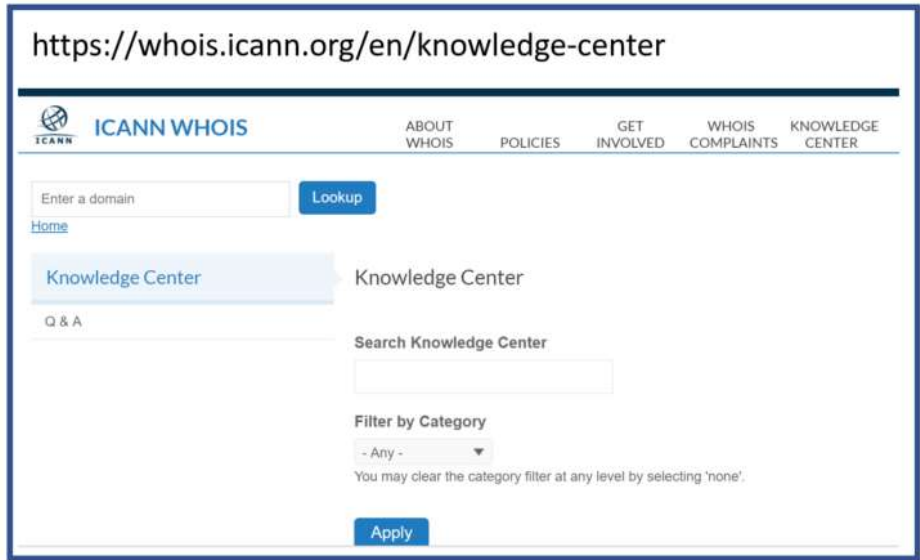 https://whois.icann.org/en/knowledge-center
ICANN
ICANN WHOIS
ABOUT WHOIS
POLICIES
GET INVOLVED
WHOIS COMPLAINTS
KNOWLEDGE CENTER
Enter a domain
Lookup
Home
Knowledge Center
Q & A
Knowledge Center
Search Knowledge Center
Filter by Category
- Any -
You may clear the category filter at any level by selecting 'none'.
Apply